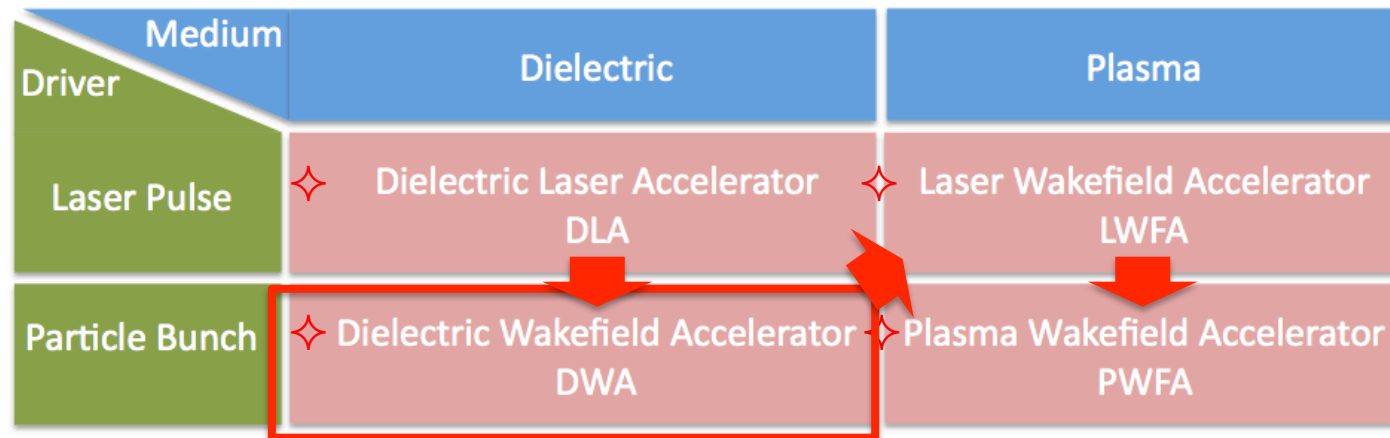 Medium
Driver
Dielectric
Plasma
Laser Pulse
Dielectric Laser Accelerator
DLA
Laser Wakefield Accelerator
LWFA
Particle Bunch
Dielectric Wakefield Accelerator
DWA
Plasma Wakefield Accelerator
PWFA